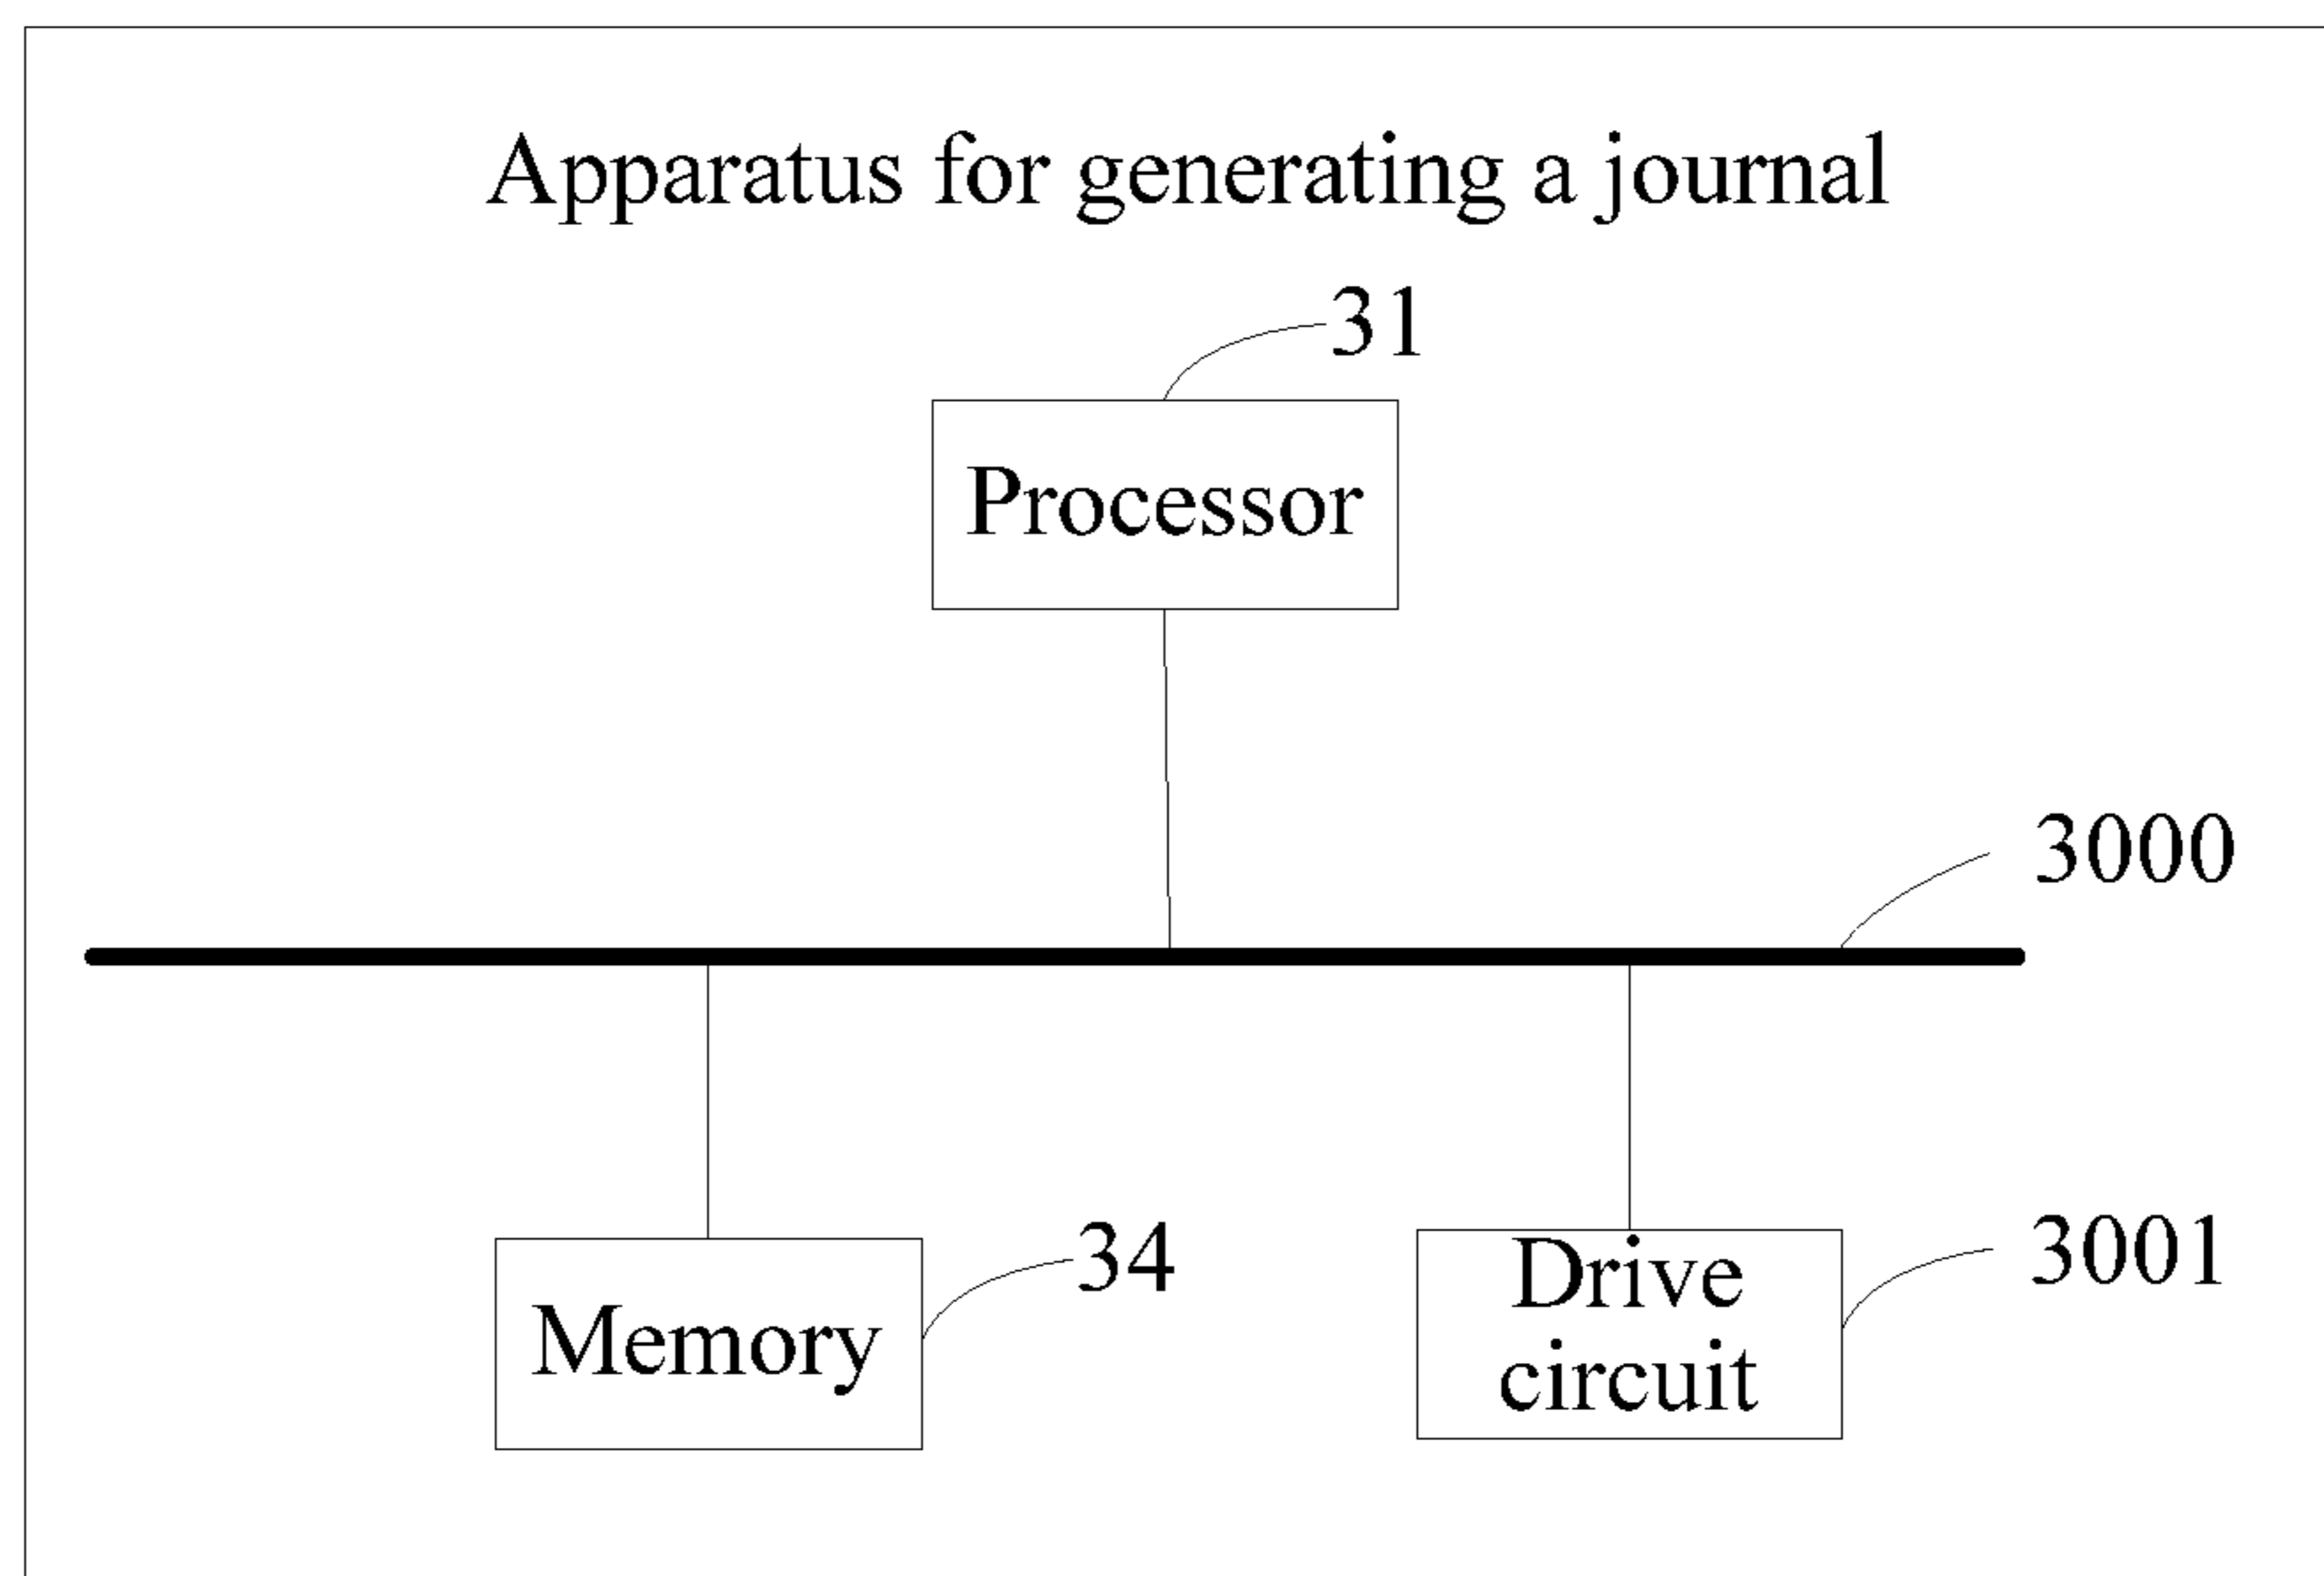 Apparatus for generating a journal
31
Processor
3000
Memory
34
Drive
circuit
3001